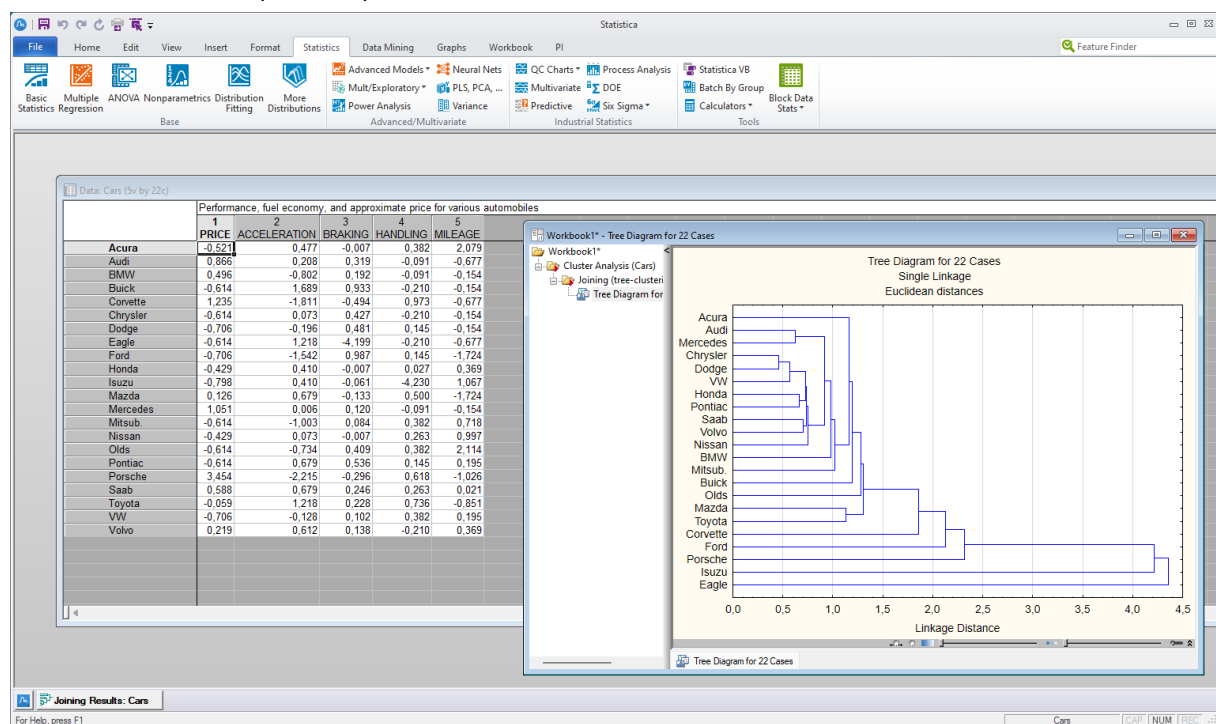 Statistica
File Home Edit View Insert Format Statistics Data Mining Graphs Workbook PI Feature Finder
Basic Statistics
Multiple Regression
ANOVA
Nonparametrics
Distribution Fitting
More Distributions
Base
Advanced Models
Mult/Exploratory
Power Analysis
Neural Nets
PLS, PCA, ...
Variance
Advanced/Multivariate
QC Charts
Multivariate
Predictive
Process Analysis
DOE
Six Sigma
Industrial Statistics
Statistica VB
Batch By Group
Calculators
Block Data Stats
Tools
Data: Cars (5v by 22c)
Performance, fuel economy, and approximate price for various automobiles
1 2 3 4 5
PRICE ACCELERATION BRAKING HANDLING MILEAGE
Acura -0,521 0,477 -0,007 0,382 2,079
Audi 0,866 0,208 0,319 -0,091 -0,677
BMW 0,496 -0,802 0,192 -0,091 -0,154
Buick -0,614 1,689 0,933 -0,210 -0,154
Corvette 1,235 -1,811 -0,494 0,973 -0,677
Chrysler -0,614 0,073 0,427 -0,210 -0,154
Dodge -0,706 -0,196 0,481 0,145 -0,154
Eagle -0,614 1,218 -4,199 -0,210 -0,677
Ford -0,706 -1,542 0,987 0,145 -1,724
Honda -0,429 0,410 -0,007 0,027 0,369
Isuzu -0,798 0,410 -0,061 -4,230 1,067
Mazda 0,126 0,679 -0,133 0,500 -1,724
Mercedes 1,051 0,006 0,120 -0,091 -0,154
Mitsub. -0,614 -1,003 0,084 0,382 0,718
Nissan -0,429 0,073 -0,007 0,263 0,997
Olds -0,614 -0,734 0,409 0,382 2,114
Pontiac -0,614 0,679 0,536 0,145 0,195
Porsche 3,454 -2,215 -0,296 0,618 -1,026
Saab 0,588 0,679 0,246 0,263 0,021
Toyota -0,059 1,218 0,228 0,736 -0,851
VW -0,706 -0,128 0,102 0,382 0,195
Volvo 0,219 0,612 0,138 -0,210 0,369
Workbook1* - Tree Diagram for 22 Cases
Workbook1*
Cluster Analysis (Cars)
Joining (tree-clusteri
Tree Diagram for
Tree Diagram for 22 Cases
Single Linkage
Euclidean distances
Acura
Audi
Mercedes
Chrysler
Dodge
VW
Honda
Pontiac
Saab
Volvo
Nissan
BMW
Mitsub.
Buick
Olds
Mazda
Toyota
Corvette
Ford
Porsche
Isuzu
Eagle
0,0 0,5 1,0 1,5 2,0 2,5 3,0 3,5 4,0 4,5
Linkage Distance
Tree Diagram for 22 Cases
Joining Results: Cars
For Help, press F1 Cars CAP NUM REC